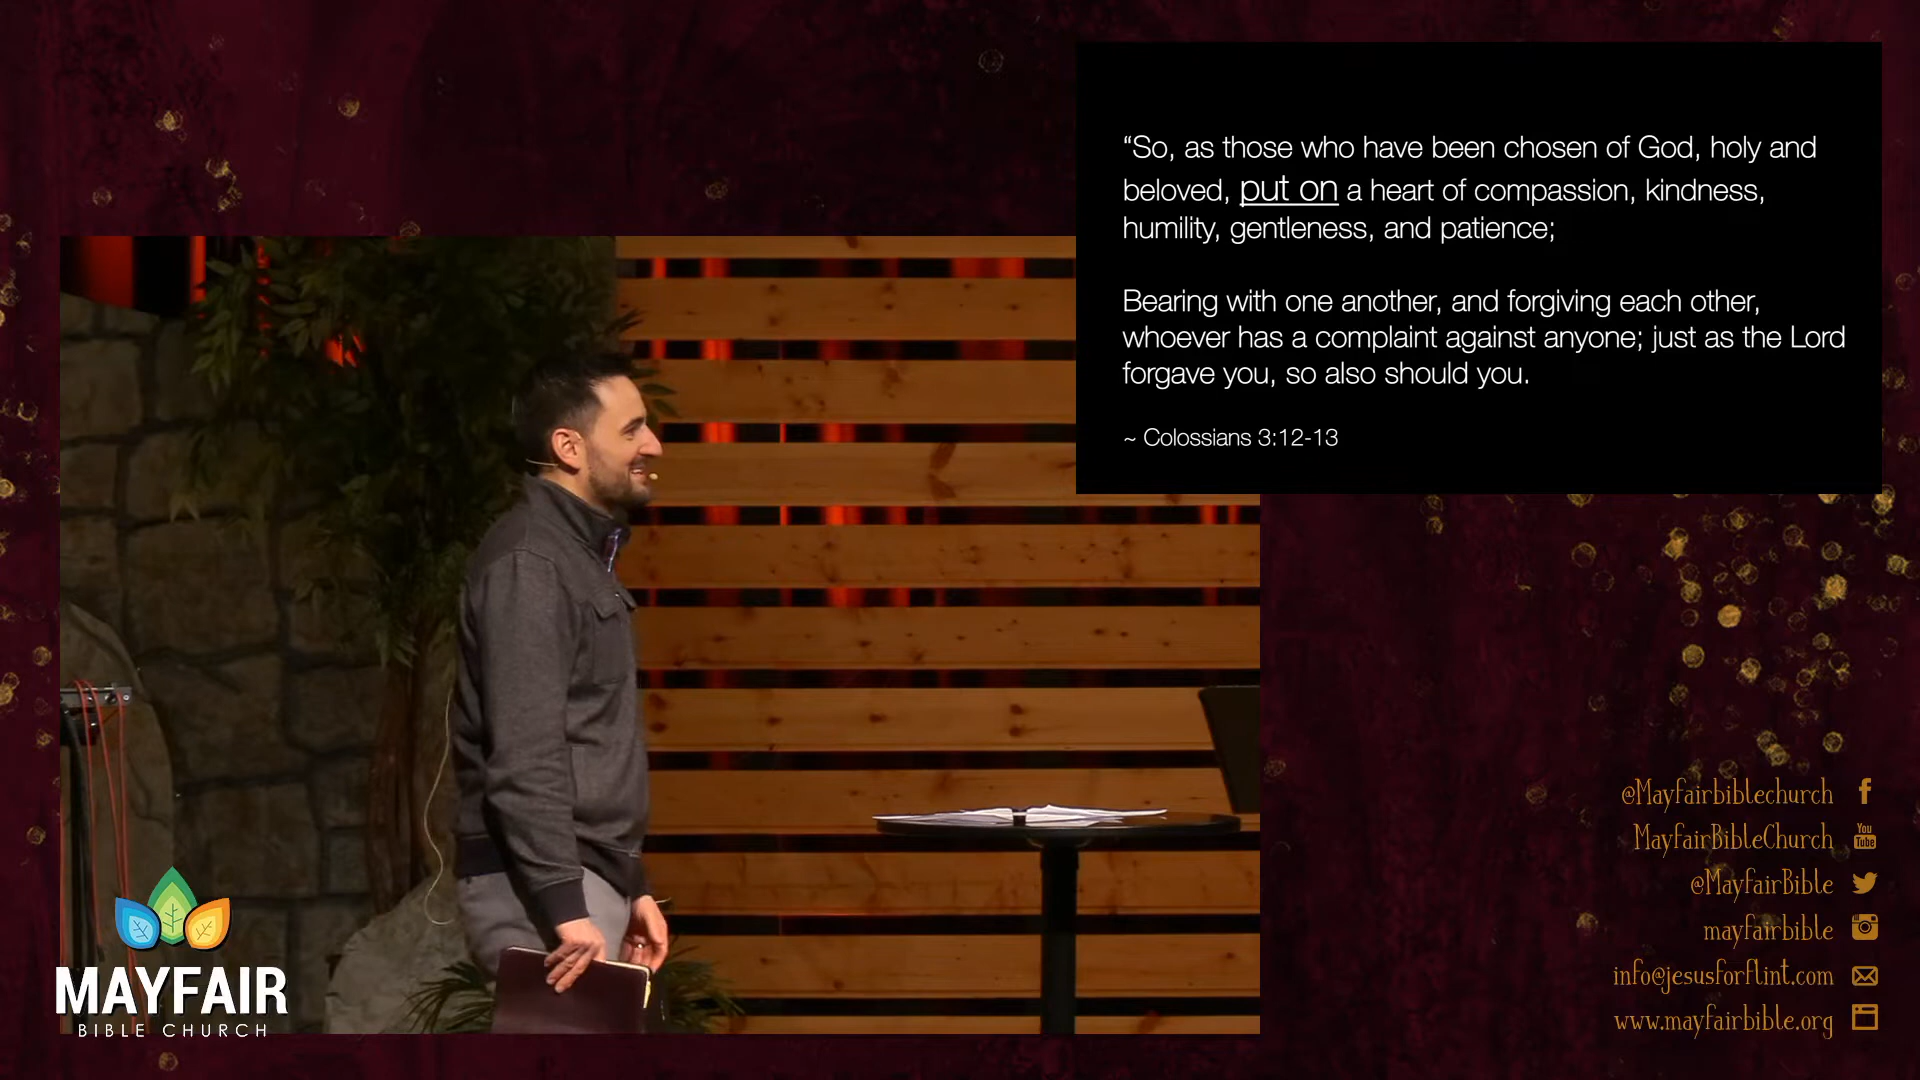 “So, as those who have been chosen of God, holy and
beloved, put on a heart of compassion, kindness,
humility, gentleness, and patience;
Bearing with one another, and forgiving each other,
whoever has a complaint against anyone; just as the Lord
forgave you, so also should you.
~ Colossians 3:12-13
@Mayfairbiblechurch
MayfairBibleChurch
You
Tube
@MayfairBible
mayfairbible
info@jesusforflint.com
www.mayfairbible.org
MAYFAIR
BIBLE CHURCH